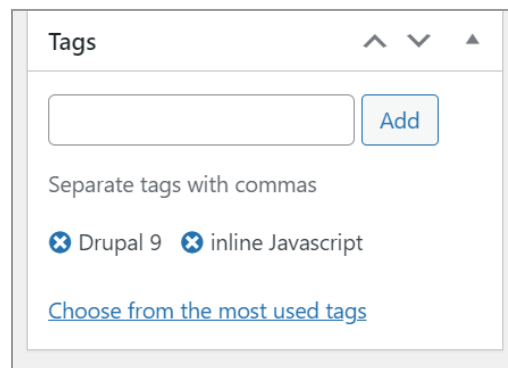 Tags
Add
Separate tags with commas
Drupal 9 inline Javascript
Choose from the most used tags